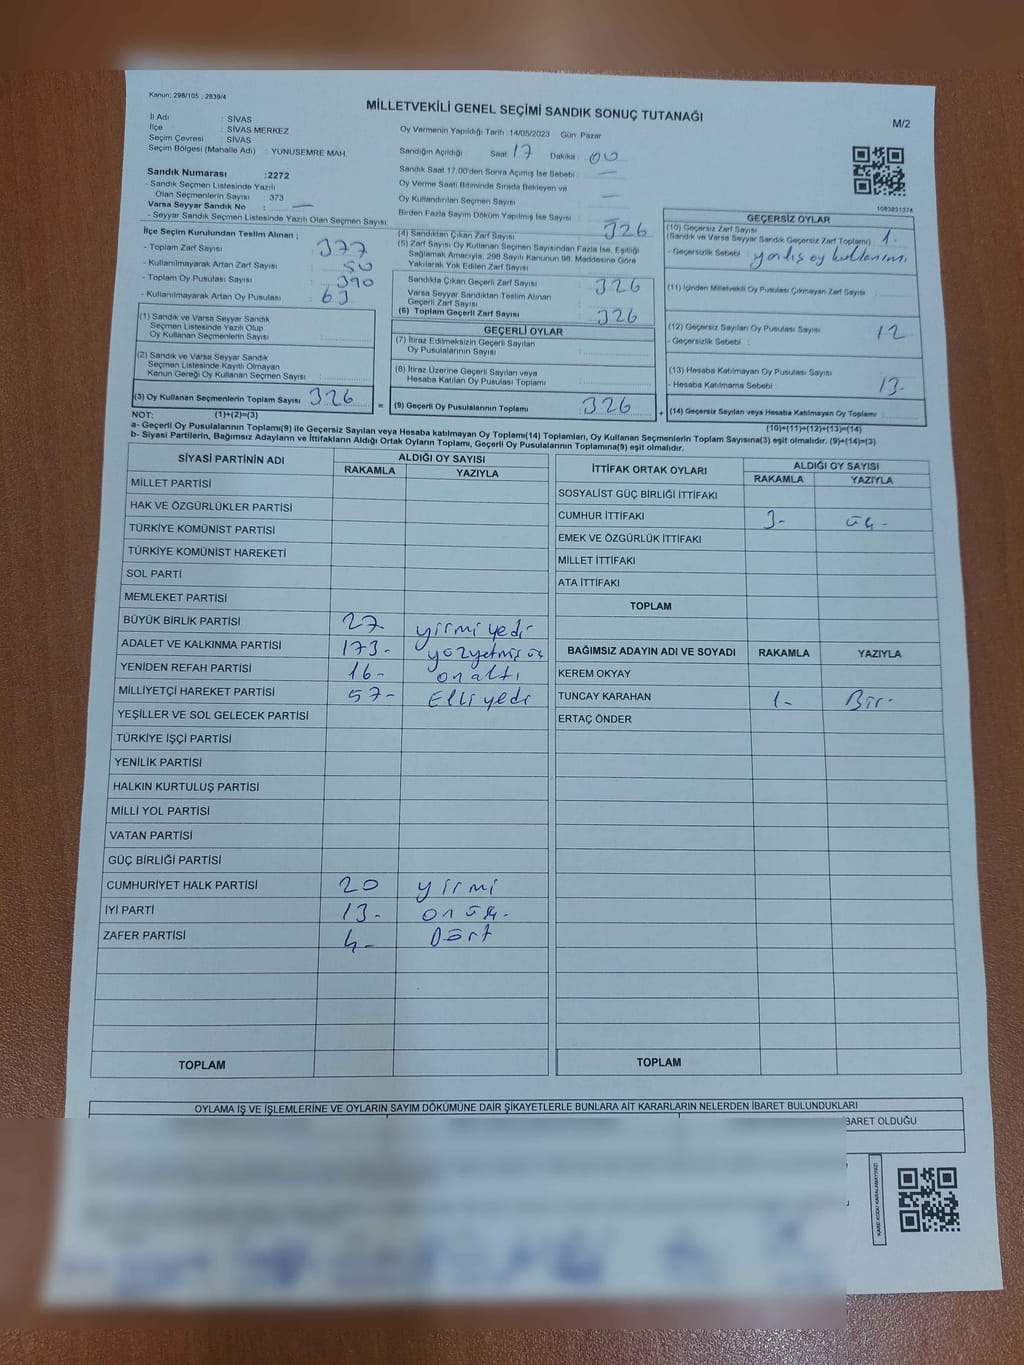 Kanun: 298/105 , 2839/4
MİLLETVEKİLİ GENEL SEÇİMİ SANDIK SONUÇ TUTANAĞI
M/2
İl Adı : SİVAS
İlçe : SİVAS MERKEZ
Seçim Çevresi : SİVAS
Seçim Bölgesi (Mahalle Adı) : YUNUSEMRE MAH.
Oy Vermenin Yapıldığı Tarih :14/05/2023 Gün: Pazar
Sandığın Açıldığı Saat 17 Dakika : 00
Sandık Saat 17:00'den Sonra Açımış İse Sebebi: —
Oy Verme Saati Bitiminde Sırada Bekleyen ve
Oy Kullandırılan Seçmen Sayısı : —
Birden Fazla Sayım Döküm Yapılmış İse Sayısı :
Sandık Numarası :2272
- Sandık Seçmen Listesinde Yazılı
Olan Seçmenlerin Sayısı : 373
Varsa Seyyar Sandık No : —
- Seyyar Sandık Seçmen Listesinde Yazılı Olan Seçmen Sayısı:
1083831374
İlçe Seçim Kurulundan Teslim Alınan ;
- Toplam Zarf Sayısı : 377
- Kullanılmayarak Artan Zarf Sayısı : 50
- Toplam Oy Pusulası Sayısı : 390
- Kullanılmayarak Artan Oy Pusulası : 63
(1) Sandık ve Varsa Seyyar Sandık
Seçmen Listesinde Yazılı Olup
Oy Kullanan Seçmenlerin Sayısı :
(2) Sandık ve Varsa Seyyar Sandık
Seçmen Listesinde Kayıtlı Olmayan
Kanun Gereği Oy Kullanan Seçmen Sayısı :
(3) Oy Kullanan Seçmenlerin Toplam Sayısı 326
(4) Sandıktan Çıkan Zarf Sayısı 326
(5) Zarf Sayısı Oy Kullanan Seçmen Sayısından Fazla İse, Eşitliği
Sağlamak Amacıyla, 298 Sayılı Kanunun 98. Maddesine Göre
Yakılarak Yok Edilen Zarf Sayısı
Sandıkta Çıkan Geçerli Zarf Sayısı : 326
Varsa Seyyar Sandıktan Teslim Alınan
Geçerli Zarf Sayısı :
(6) Toplam Geçerli Zarf Sayısı : 326
GEÇERLİ OYLAR
(7) İtiraz Edilmeksizin Geçerli Sayılan
Oy Pusulalarının Sayısı :
(8) İtiraz Üzerine Geçerli Sayılan veya
Hesaba Katılan Oy Pusulası Toplamı :
= (9) Geçerli Oy Pusulalarının Toplamı : 326
GEÇERSİZ OYLAR
(10) Geçersiz Zarf Sayısı
(Sandık ve Varsa Seyyar Sandık Geçersiz Zarf Toplamı) : 1.
- Geçersizlik Sebebi : yanlış oy kullanımı
(11) İçinden Milletvekili Oy Pusulası Çıkmayan Zarf Sayısı :
(12) Geçersiz Sayılan Oy Pusulası Sayısı : 12
- Geçersizlik Sebebi :
(13) Hesaba Katılmayan Oy Pusulası Sayısı : 13-
- Hesaba Katılmama Sebebi :
+ (14) Geçersiz Sayılan veya Hesaba Katılmayan Oy Toplamı:
(10)+(11)+(12)+(13)=(14)
NOT: (1)+(2)=(3)
a- Geçerli Oy Pusulalarının Toplamı(9) ile Geçersiz Sayılan veya Hesaba katılmayan Oy Toplamı(14) Toplamları, Oy Kullanan Seçmenlerin Toplam Sayısına(3) eşit olmalıdır. (9)+(14)=(3)
b- Siyasi Partilerin, Bağımsız Adayların ve İttifakların Aldığı Ortak Oyların Toplamı, Geçerli Oy Pusulalarının Toplamına(9) eşit olmalıdır.
SİYASİ PARTİNİN ADI ALDIĞI OY SAYISI
RAKAMLA YAZIYLA
MİLLET PARTİSİ
HAK VE ÖZGÜRLÜKLER PARTİSİ
TÜRKİYE KOMÜNİST PARTİSİ
TÜRKİYE KOMÜNİST HAREKETİ
SOL PARTİ
MEMLEKET PARTİSİ
BÜYÜK BİRLİK PARTİSİ 27 yirmi yedi
ADALET VE KALKINMA PARTİSİ 173- yüzyetmiş üç
YENİDEN REFAH PARTİSİ 16- onaltı
MİLLİYETÇİ HAREKET PARTİSİ 57- Elli yedi
YEŞİLLER VE SOL GELECEK PARTİSİ
TÜRKİYE İŞÇİ PARTİSİ
YENİLİK PARTİSİ
HALKIN KURTULUŞ PARTİSİ
MİLLİ YOL PARTİSİ
VATAN PARTİSİ
GÜÇ BİRLİĞİ PARTİSİ
CUMHURİYET HALK PARTİSİ 20 yirmi
İYİ PARTİ 13- on üç-
ZAFER PARTİSİ 4- Dört
TOPLAM
İTTİFAK ORTAK OYLARI ALDIĞI OY SAYISI
RAKAMLA YAZIYLA
SOSYALİST GÜÇ BİRLİĞİ İTTİFAKI
CUMHUR İTTİFAKI 3- üç-
EMEK VE ÖZGÜRLÜK İTTİFAKI
MİLLET İTTİFAKI
ATA İTTİFAKI
TOPLAM
BAĞIMSIZ ADAYIN ADI VE SOYADI RAKAMLA YAZIYLA
KEREM OKYAY
TUNCAY KARAHAN 1- Bir-
ERTAÇ ÖNDER
TOPLAM
OYLAMA İŞ VE İŞLEMLERİNE VE OYLARIN SAYIM DÖKÜMÜNE DAİR ŞİKAYETLERLE BUNLARA AİT KARARLARIN NELERDEN İBARET BULUNDUKLARI
İBARET OLDUĞU
KARE KODU KARALAMAYINIZ!